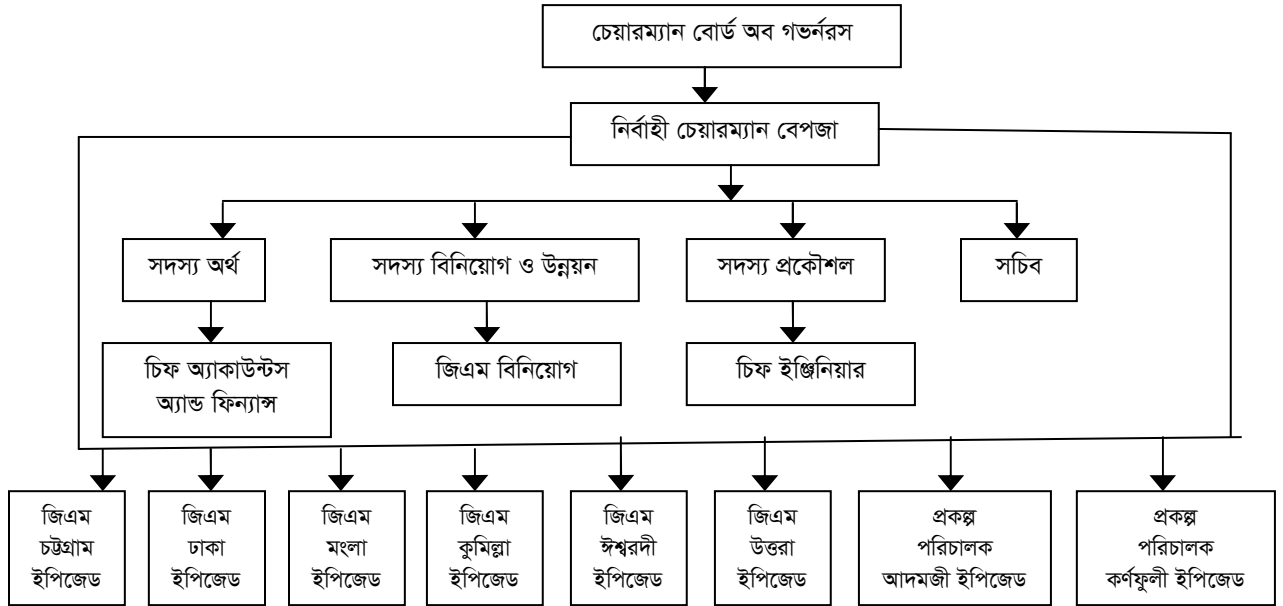 চেয়ারম্যান বোর্ড অব গভর্নরস
নির্বাহী চেয়ারম্যান বেপজা
সদস্য অর্থ
সদস্য বিনিয়োগ ও উন্নয়ন
সদস্য প্রকৌশল
সচিব
চিফ অ্যাকাউন্টস
অ্যান্ড ফিন্যান্স
জিএম বিনিয়োগ
চিফ ইঞ্জিনিয়ার
জিএম
চট্টগ্রাম
ইপিজেড
জিএম
ঢাকা
ইপিজেড
জিএম
মংলা
ইপিজেড
জিএম
কুমিল্লা
ইপিজেড
জিএম
ঈশ্বরদী
ইপিজেড
জিএম
উত্তরা
ইপিজেড
প্রকল্প
পরিচালক
আদমজী ইপিজেড
প্রকল্প
পরিচালক
কর্ণফুলী ইপিজেড